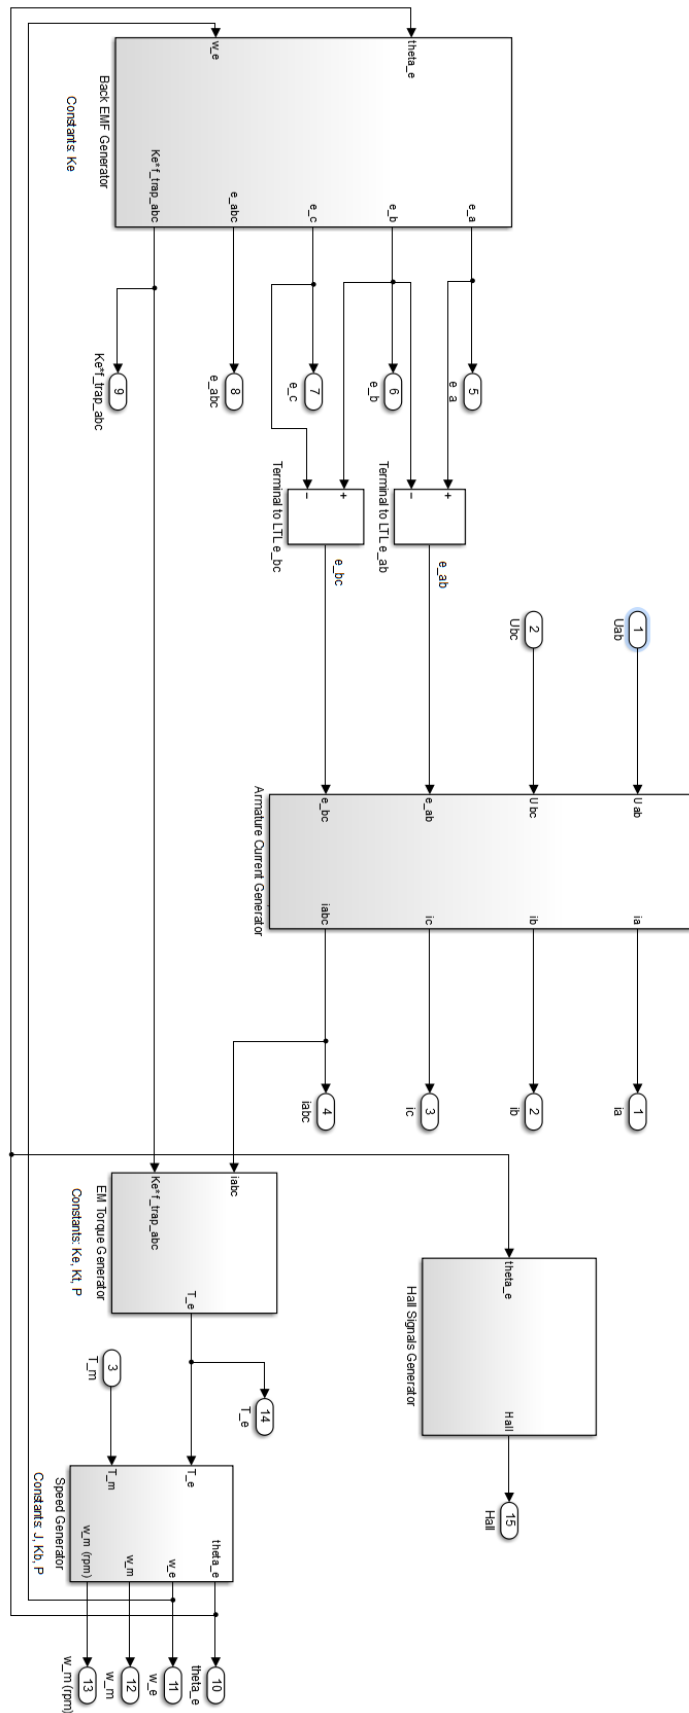 theta_e
w_e
e_a
e_b
e_c
e_abc
Ke*f_trap_abc
Back EMF Generator
Constants: Ke
5
e_a
6
e_b
7
e_c
8
e_abc
9
Ke*f_trap_abc
+
−
Terminal to LTL e_ab
e_ab
+
−
Terminal to LTL e_bc
e_bc
1
Uab
2
Ubc
U ab
U bc
e_ab
e_bc
ia
ib
ic
iabc
Armature Current Generator
1
ia
2
ib
3
ic
4
iabc
theta_e
Hall
Hall Signals Generator
15
Hall
iabc
Ke*f_trap_abc
T_e
EM Torque Generator
Constants: Ke, Kt, P
14
T_e
3
T_m
T_e
T_m
theta_e
w_e
w_m
w_m (rpm)
Speed Generator
Constants: J, Kb, P
10
theta_e
11
w_e
12
w_m
13
w_m (rpm)